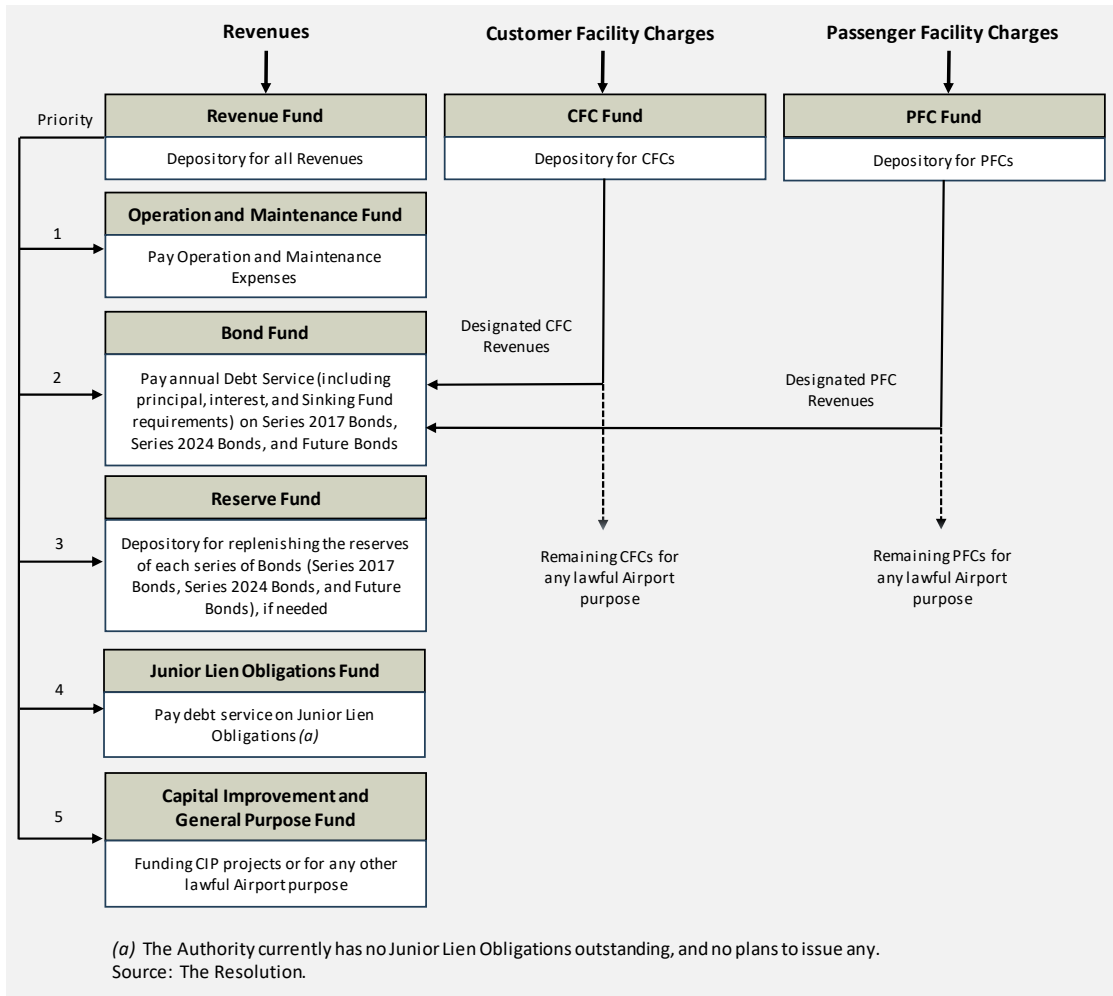 Revenues
Customer Facility Charges
Passenger Facility Charges
Priority
Revenue Fund
Depository for all Revenues
CFC Fund
Depository for CFCs
PFC Fund
Depository for PFCs
1
Operation and Maintenance Fund
Pay Operation and Maintenance
Expenses
2
Bond Fund
Pay annual Debt Service (including
principal, interest, and Sinking Fund
requirements) on Series 2017 Bonds,
Series 2024 Bonds, and Future Bonds
Designated CFC
Revenues
Designated PFC
Revenues
3
Reserve Fund
Depository for replenishing the reserves
of each series of Bonds (Series 2017
Bonds, Series 2024 Bonds, and Future
Bonds), if needed
Remaining CFCs for
any lawful Airport
purpose
Remaining PFCs for
any lawful Airport
purpose
4
Junior Lien Obligations Fund
Pay debt service on Junior Lien
Obligations (a)
5
Capital Improvement and
General Purpose Fund
Funding CIP projects or for any other
lawful Airport purpose
(a) The Authority currently has no Junior Lien Obligations outstanding, and no plans to issue any.
Source: The Resolution.